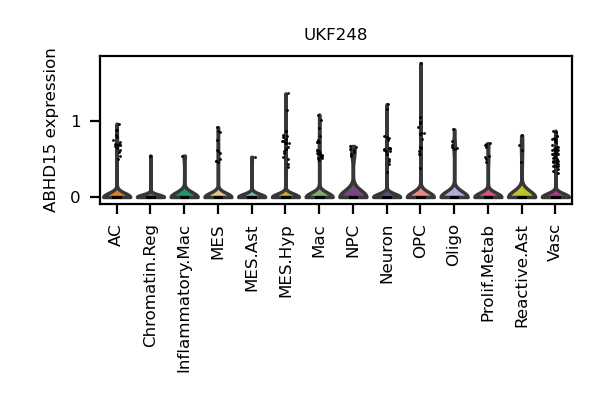 UKF248
ABHD15 expression
1
0
AC
Chromatin.Reg
Inflammatory.Mac
MES
MES.Ast
MES.Hyp
Mac
NPC
Neuron
OPC
Oligo
Prolif.Metab
Reactive.Ast
Vasc